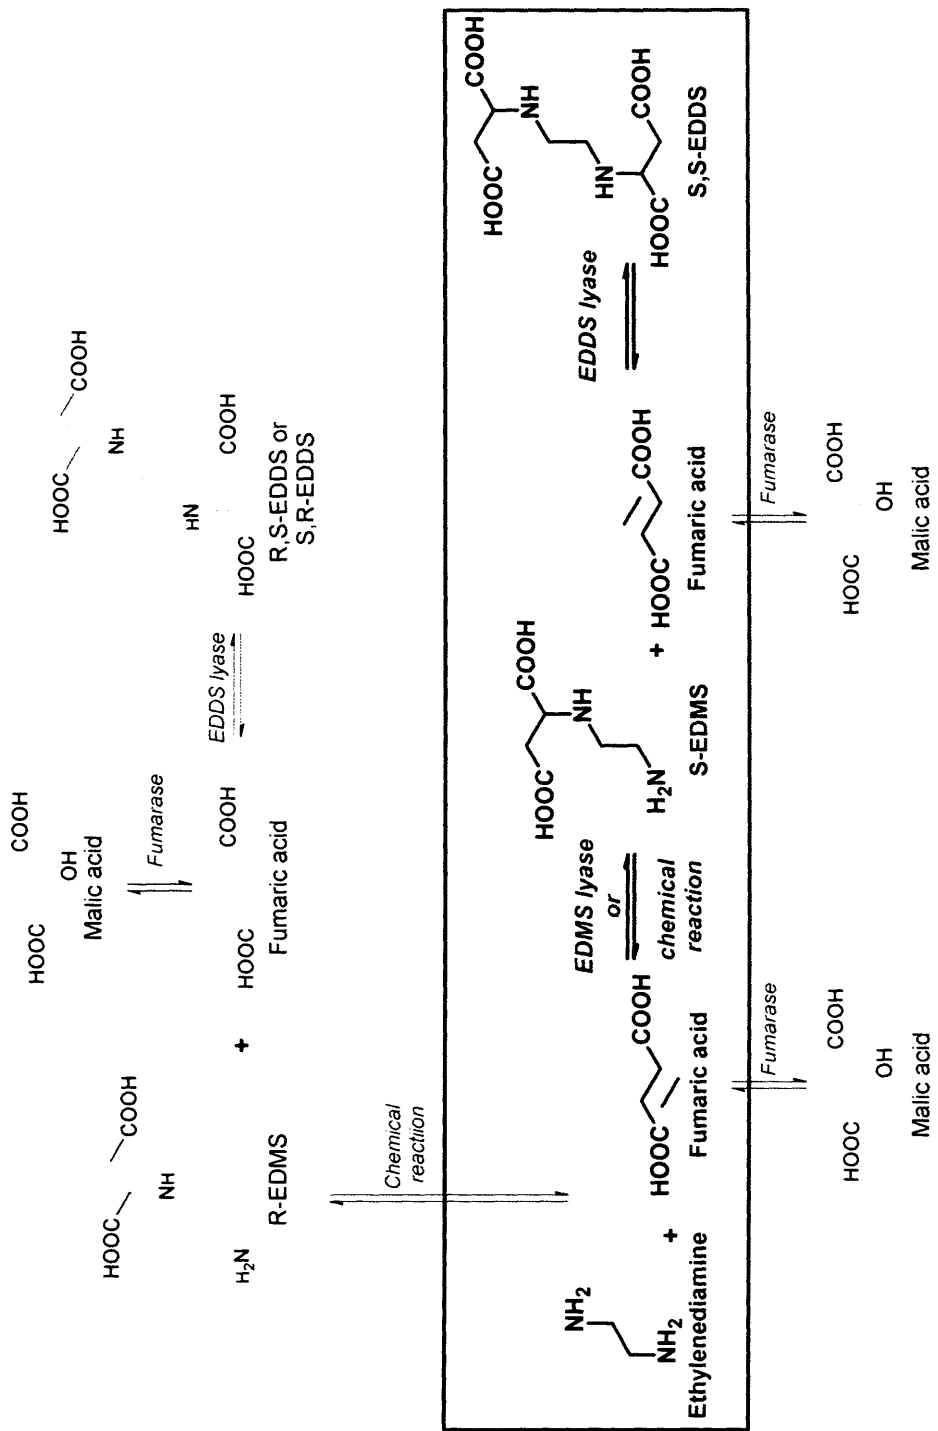 HOOC
COOH
OH
Malic acid
HOOC
COOH
NH
H₂N
R-EDMS
+
Fumarase
HOOC
COOH
Fumaric acid
EDDS lyase
HOOC
COOH
NH
HN
HOOC
COOH
R,S-EDDS or
S,R-EDDS
Chemical
reactiion
NH₂
NH₂
Ethylenediamine
+
HOOC
COOH
Fumaric acid
EDMS lyase
or
chemical
reaction
HOOC
COOH
NH
H₂N
S-EDMS
+
HOOC
COOH
Fumaric acid
EDDS lyase
HOOC
COOH
NH
HN
HOOC
COOH
S,S-EDDS
Fumarase
HOOC
COOH
OH
Malic acid
Fumarase
HOOC
COOH
OH
Malic acid